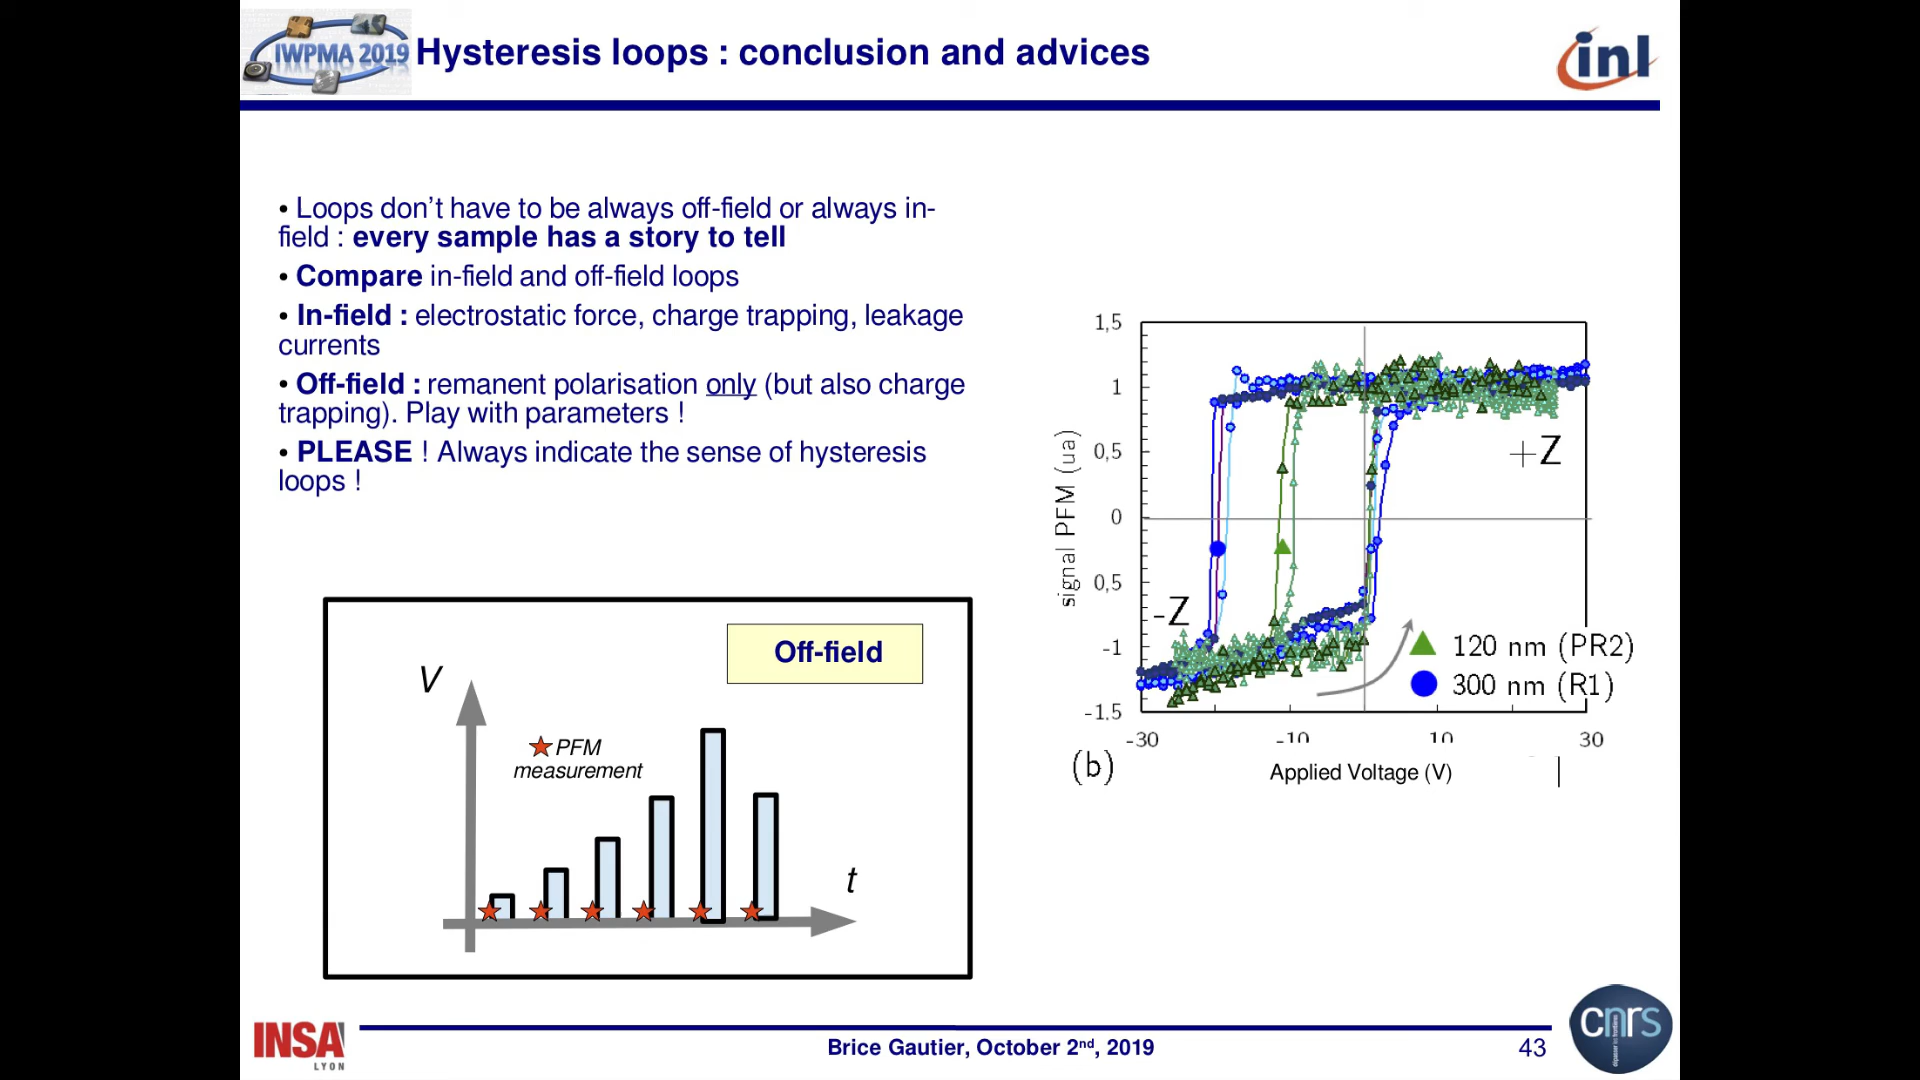 IWPMA 2019
Hysteresis loops : conclusion and advices
inl
• Loops don't have to be always off-field or always in-
field : every sample has a story to tell
• Compare in-field and off-field loops
• In-field : electrostatic force, charge trapping, leakage
currents
• Off-field : remanent polarisation only (but also charge
trapping). Play with parameters !
• PLEASE ! Always indicate the sense of hysteresis
loops !
Off-field
V
PFM
measurement
t
signal PFM (ua)
1,5
1
0,5
0
0,5
-1
-1.5
-30
-10
10
30
+Z
-Z
120 nm (PR2)
300 nm (R1)
(b)
Applied Voltage (V)
INSA
LYON
Brice Gautier, October 2nd, 2019
43
cnrs